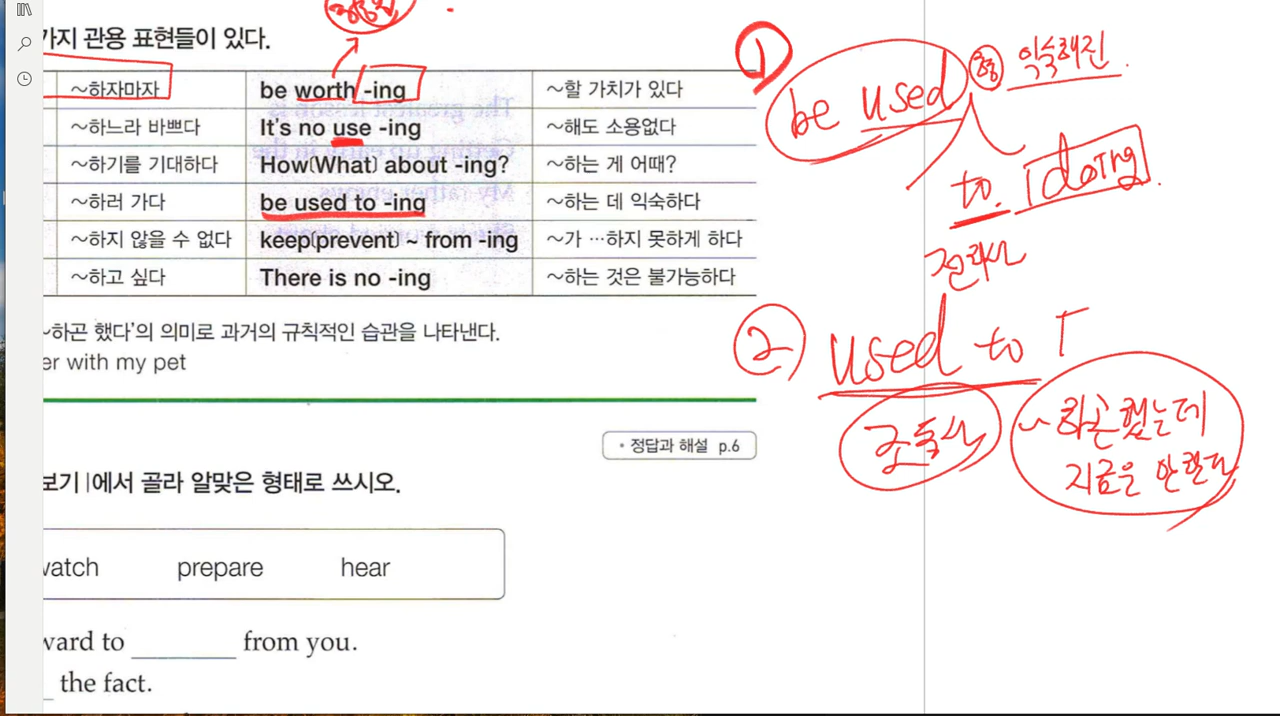 가지 관용 표현들이 있다.
~하자마자 be worth -ing ~할 가치가 있다
~하느라 바쁘다 It's no use -ing ~해도 소용없다
~하기를 기대하다 How(What) about -ing? ~하는 게 어때?
~하러 가다 be used to -ing ~하는 데 익숙하다
~하지 않을 수 없다 keep(prevent) ~ from -ing ~가 …하지 못하게 하다
~하고 싶다 There is no -ing ~하는 것은 불가능하다
~하곤 했다'의 의미로 과거의 규칙적인 습관을 나타낸다.
er with my pet
• 정답과 해설 p.6
보기 |에서 골라 알맞은 형태로 쓰시오.
watch prepare hear
ward to ________ from you.
_ the fact.
① be used 형 익숙해진
to doing
전치사
② used to
조동사 ~하곤했는데
지금은 안한다